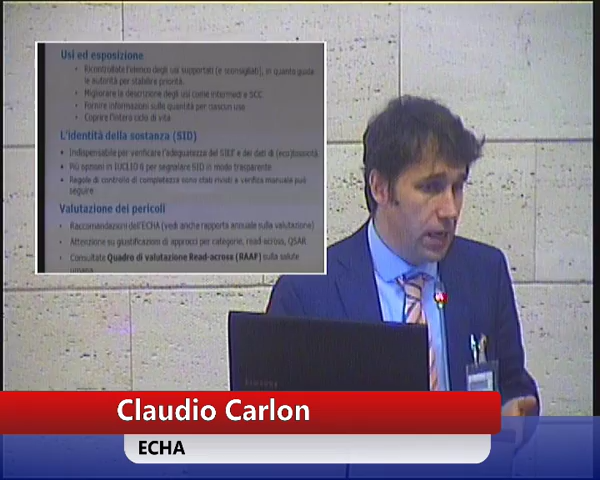 Usi ed esposizione
• Ricontrollate l'elenco degli usi supportati (e sconsigliati), in quanto guida
le autorità per stabilire priorità.
• Migliorare la descrizione degli usi come intermedi e SCC
• Fornire informazioni sulla quantità per ciascun uso
• Coprire l'intero ciclo di vita
L'identità della sostanza (SID)
• Indispensabile per verificare l'adeguatezza del SIEF e dei dati di (eco)tossicità
• Più opzioni in IUCLID 6 per segnalare SID in modo trasparente
• Regole di controllo di completezza sono stati rivisti e verifica manuale può
seguire
Valutazione dei pericoli
• Raccomandazioni dell'ECHA (vedi anche rapporto annuale sulla valutazione)
• Attenzione su giustificazioni di approcci per categorie, read across, QSAR
• Consultate Quadro di valutazione Read-across (RAAF) sulla salute
umana
samsung
Claudio Carlon
ECHA